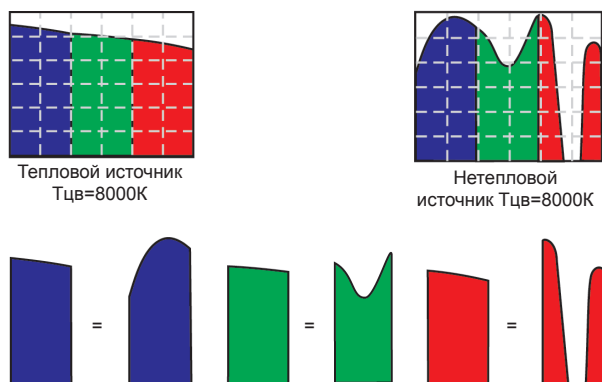 Тепловой источник
Тцв=8000К
Нетепловой
источник Тцв=8000К
= = =